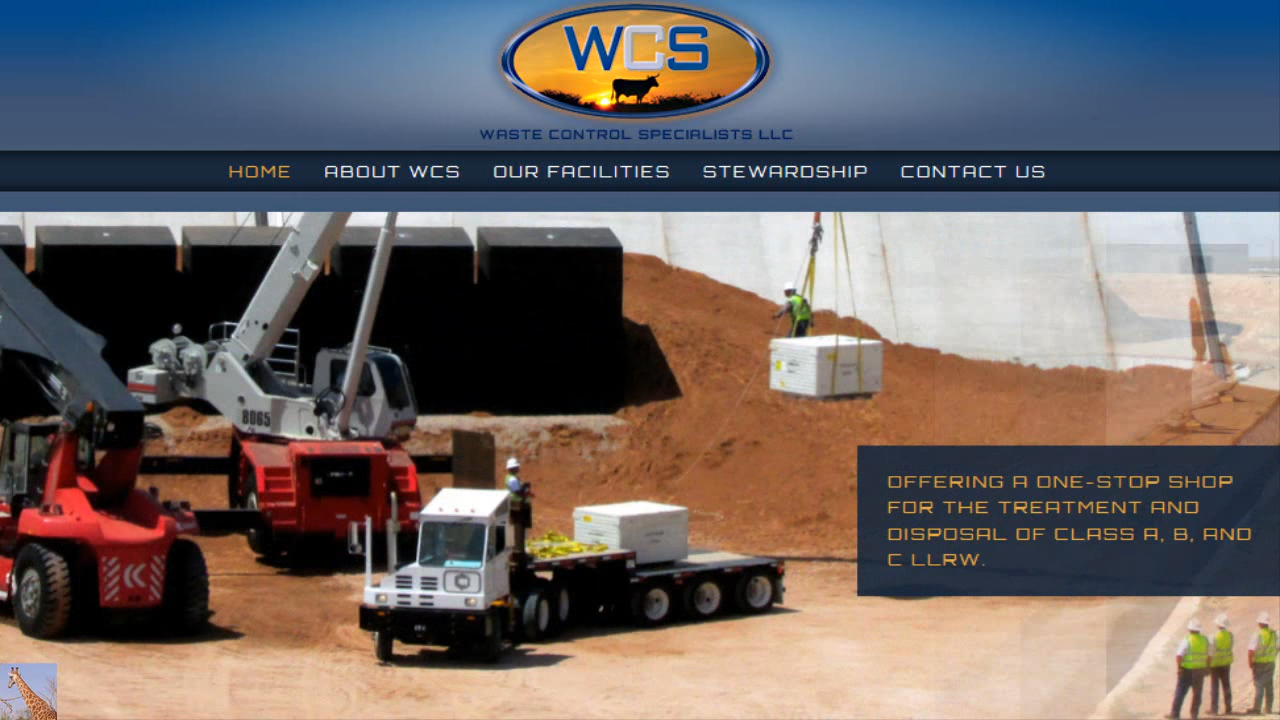 WCS
WASTE CONTROL SPECIALISTS LLC
HOME ABOUT WCS OUR FACILITIES STEWARDSHIP CONTACT US
8065
OFFERING A ONE-STOP SHOP
FOR THE TREATMENT AND
DISPOSAL OF CLASS A, B, AND
C LLRW.